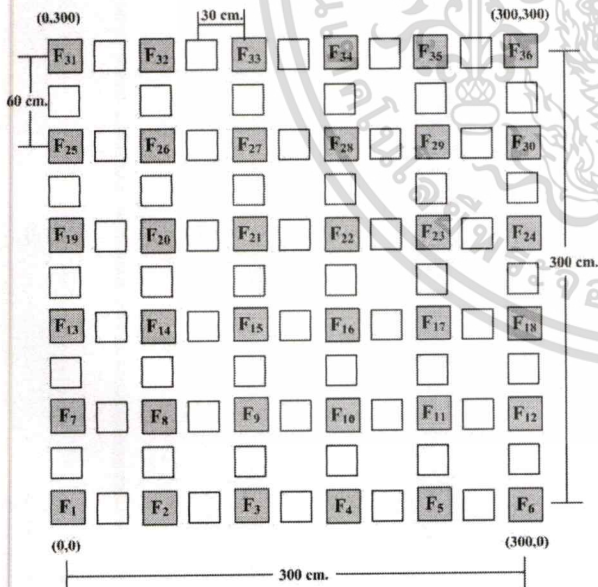 (0,300) 30 cm. (300,300)
F31 F32 F33 F34 F35 F36
60 cm.
F25 F26 F27 F28 F29 F30
F19 F20 F21 F22 F23 F24
300 cm.
F13 F14 F15 F16 F17 F18
F7 F8 F9 F10 F11 F12
F1 F2 F3 F4 F5 F6
(0,0) (300,0)
300 cm.